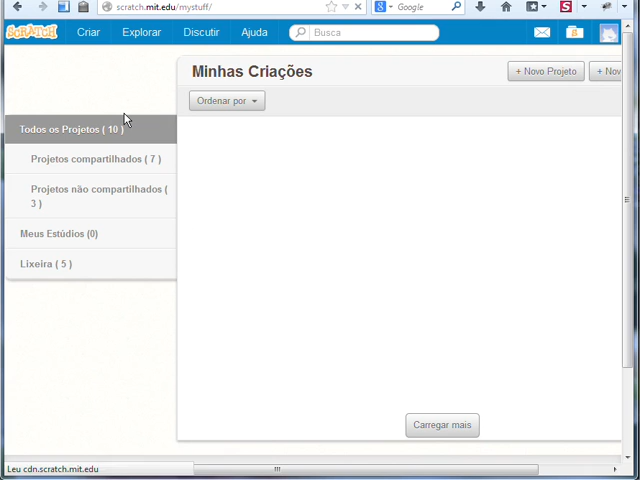 scratch.mit.edu/mystuff/
Google
SCRATCH Criar Explorar Discutir Ajuda Busca
Minhas Criações + Novo Projeto + Nov
Ordenar por
Todos os Projetos ( 10 )
Projetos compartilhados ( 7 )
Projetos não compartilhados (
3 )
Meus Estúdios (0)
Lixeira ( 5 )
Carregar mais
Leu cdn.scratch.mit.edu